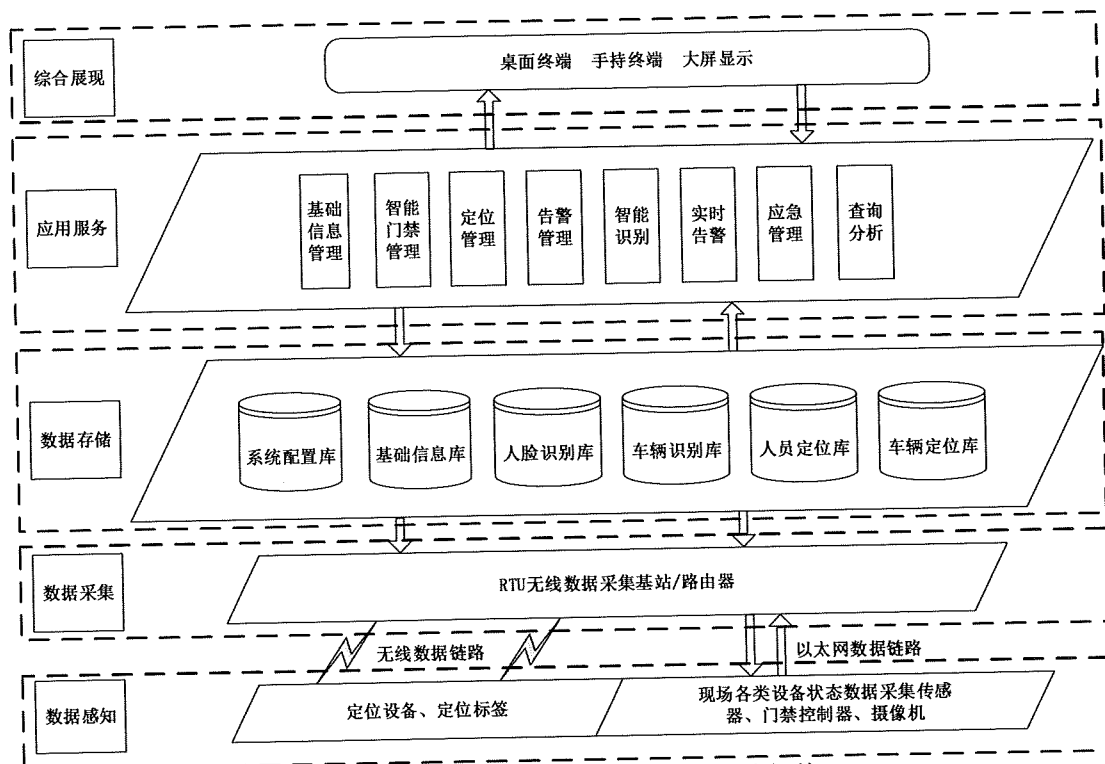 综合展现
桌面终端 手持终端 大屏显示
应用服务
基础
信息
管理
智能
门禁
管理
定位
管理
告警
管理
智能
识别
实时
告警
应急
管理
查询
分析
数据存储
系统配置库
基础信息库
人脸识别库
车辆识别库
人员定位库
车辆定位库
数据采集
RTU无线数据采集基站/路由器
无线数据链路
以太网数据链路
数据感知
定位设备、定位标签
现场各类设备状态数据采集传感
器、门禁控制器、摄像机